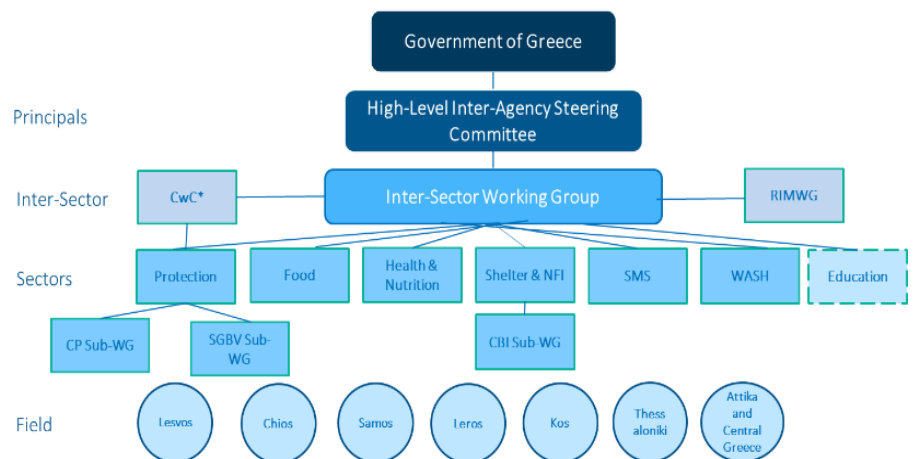 Government of Greece
Principals
High-Level Inter-Agency Steering
Committee
Inter-Sector
CwC*
Inter-Sector Working Group
RIMWG
Sectors
Protection
Food
Health &
Nutrition
Shelter & NFI
SMS
WASH
Education
CP Sub-WG
SGBV Sub-
WG
CBI Sub-WG
Field
Lesvos
Chios
Samos
Leros
Kos
Thess
aloniki
Attika
and
Central
Greece